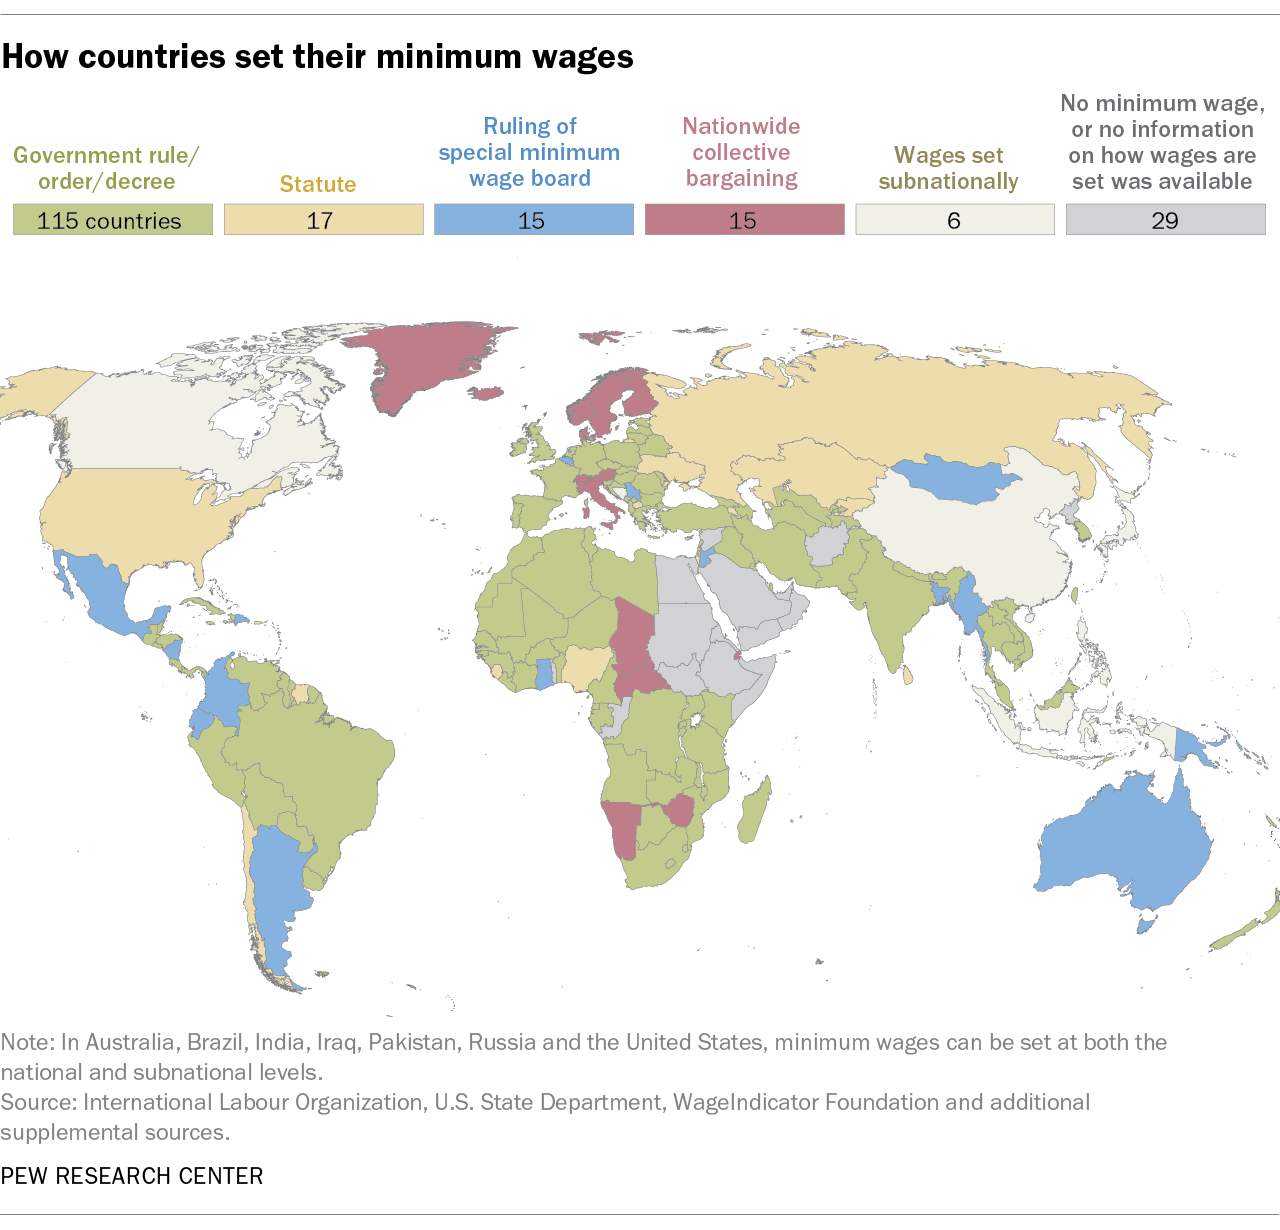 How countries set their minimum wages
Government rule/
order/decree
115 countries
Statute
17
Ruling of
special minimum
wage board
15
Nationwide
collective
bargaining
15
Wages set
subnationally
6
No minimum wage,
or no information
on how wages are
set was available
29
Note: In Australia, Brazil, India, Iraq, Pakistan, Russia and the United States, minimum wages can be set at both the
national and subnational levels.
Source: International Labour Organization, U.S. State Department, WageIndicator Foundation and additional
supplemental sources.
PEW RESEARCH CENTER